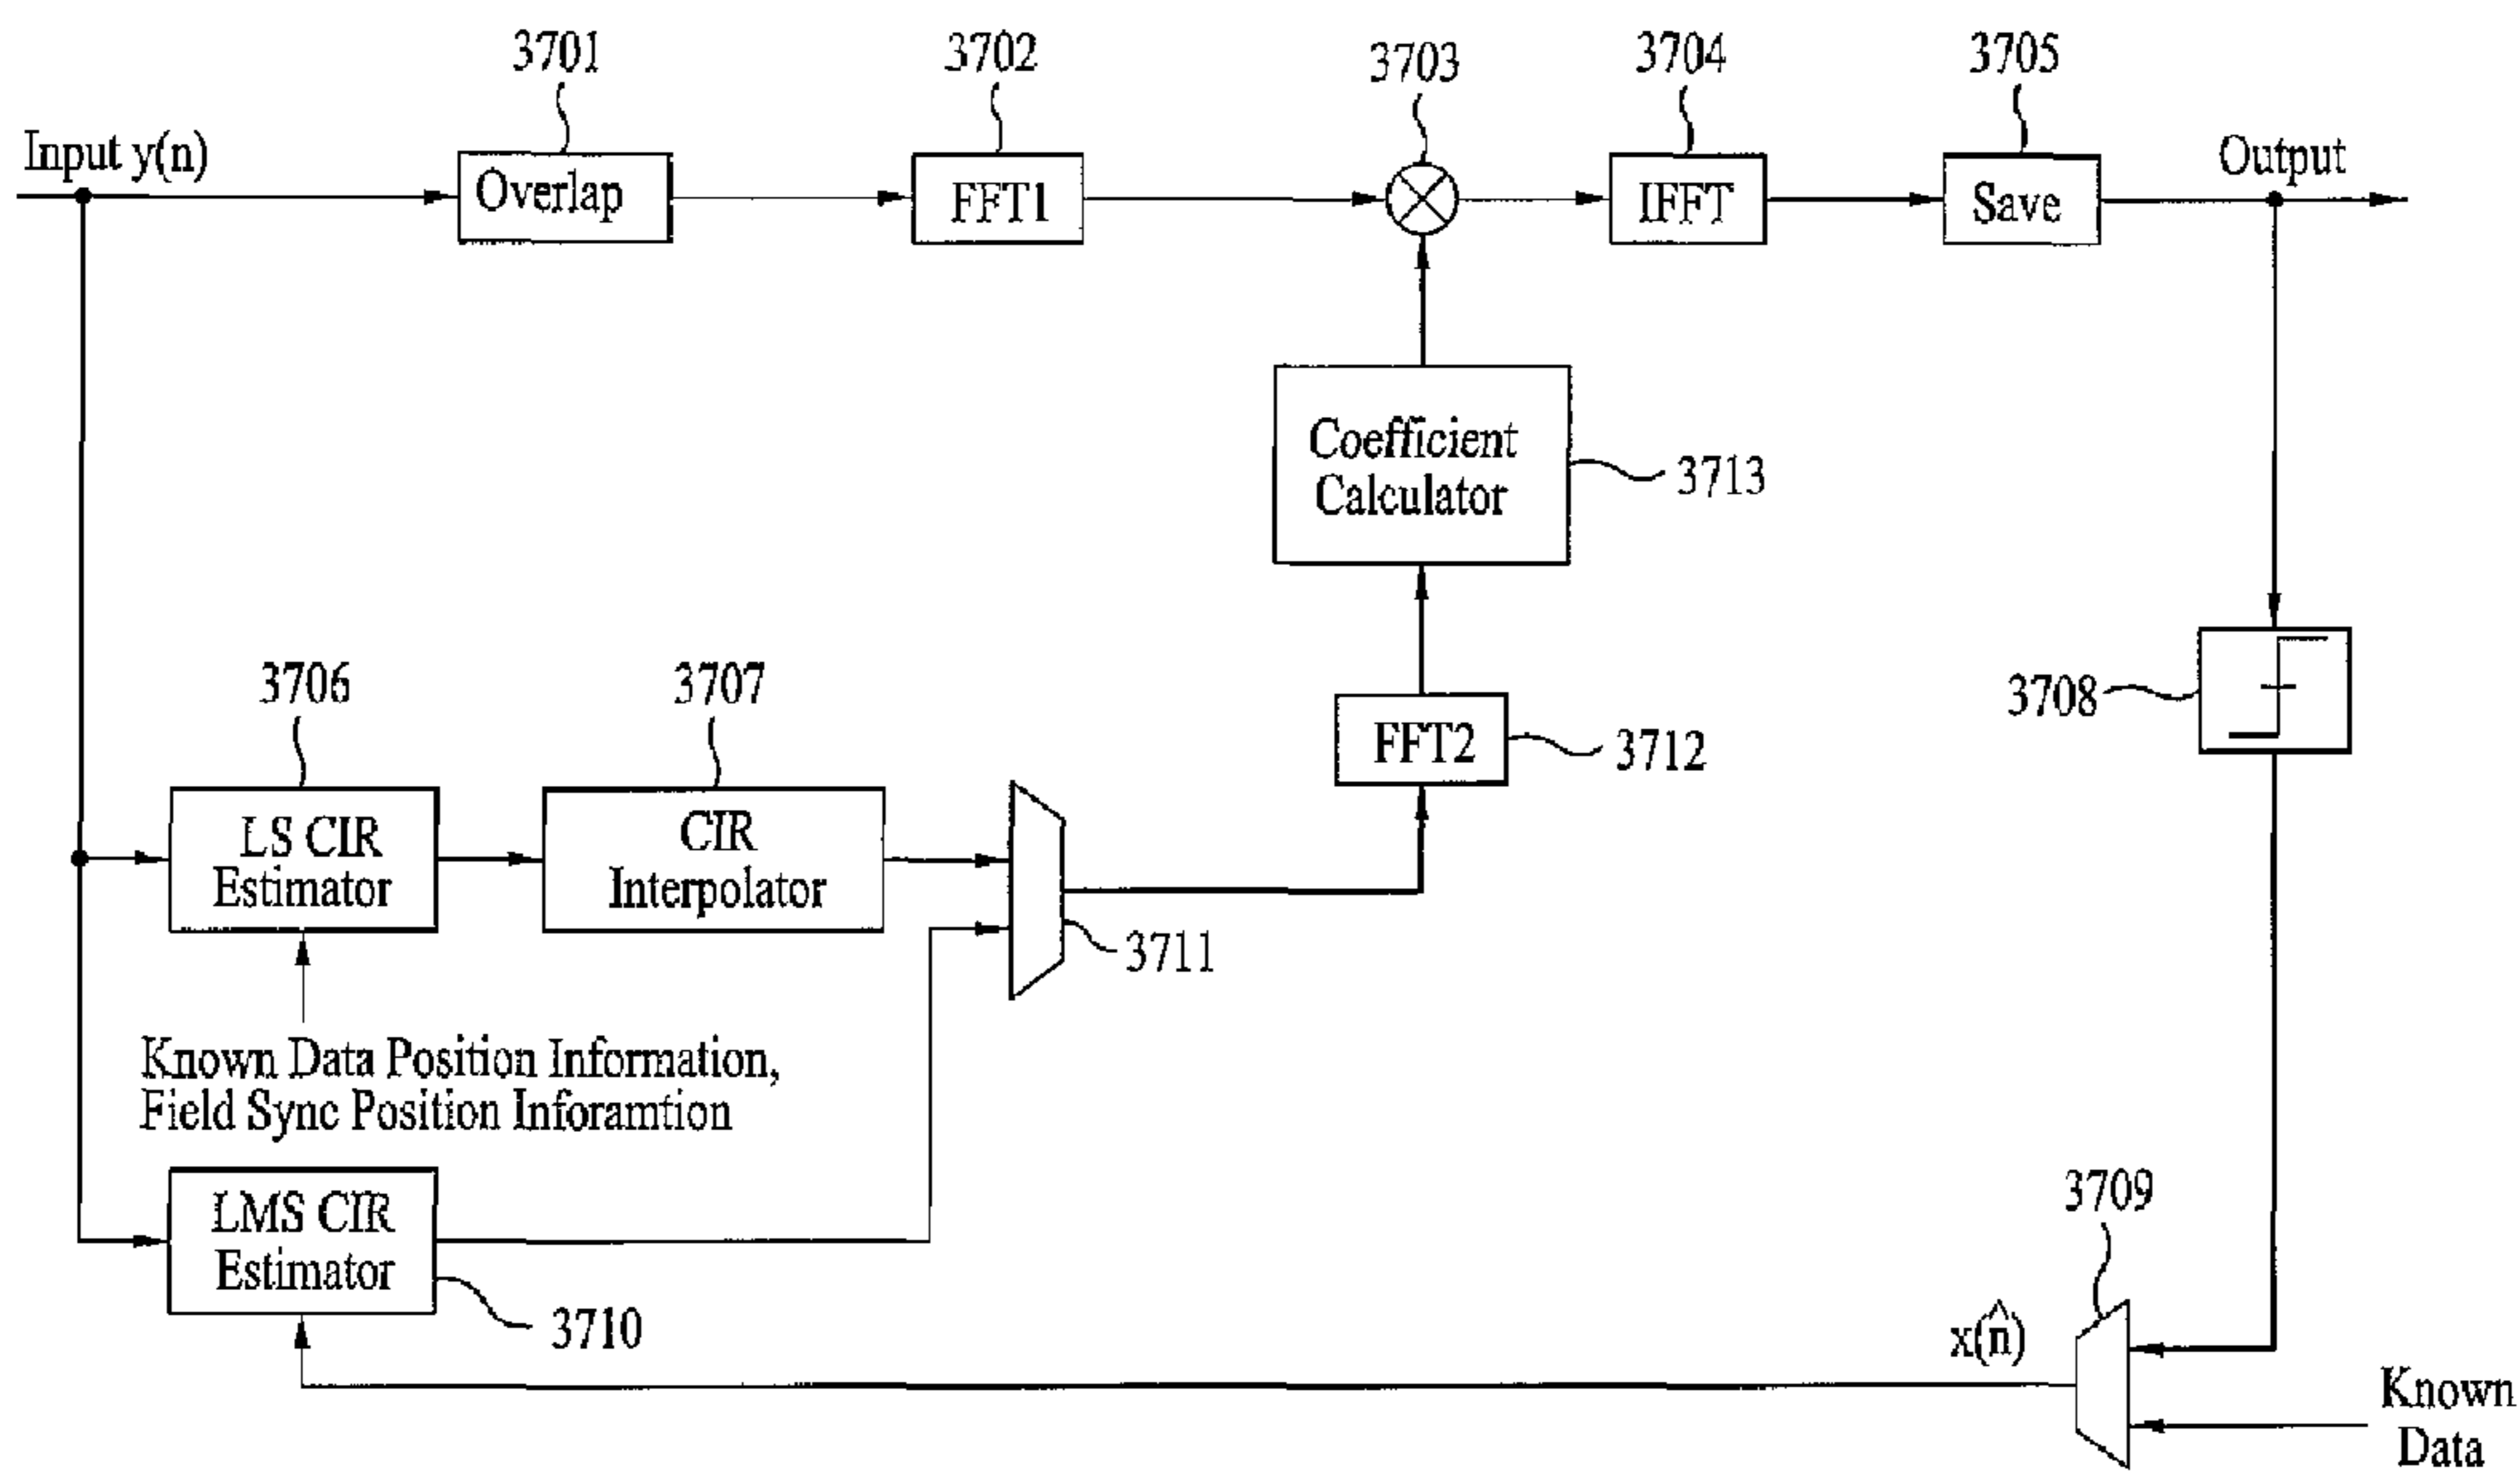 3701
3702
3703
3704
3705
Input y(n)
Overlap
FFT1
IFFT
Save
Output
Coefficient
Calculator
3713
3706
3707
FFT2
3712
3708
LS CIR
Estimator
CIR
Interpolator
3711
Known Data Position Information,
Field Sync Position Inforamtion
LMS CIR
Estimator
3710
3709
x(n̂)
Known
Data